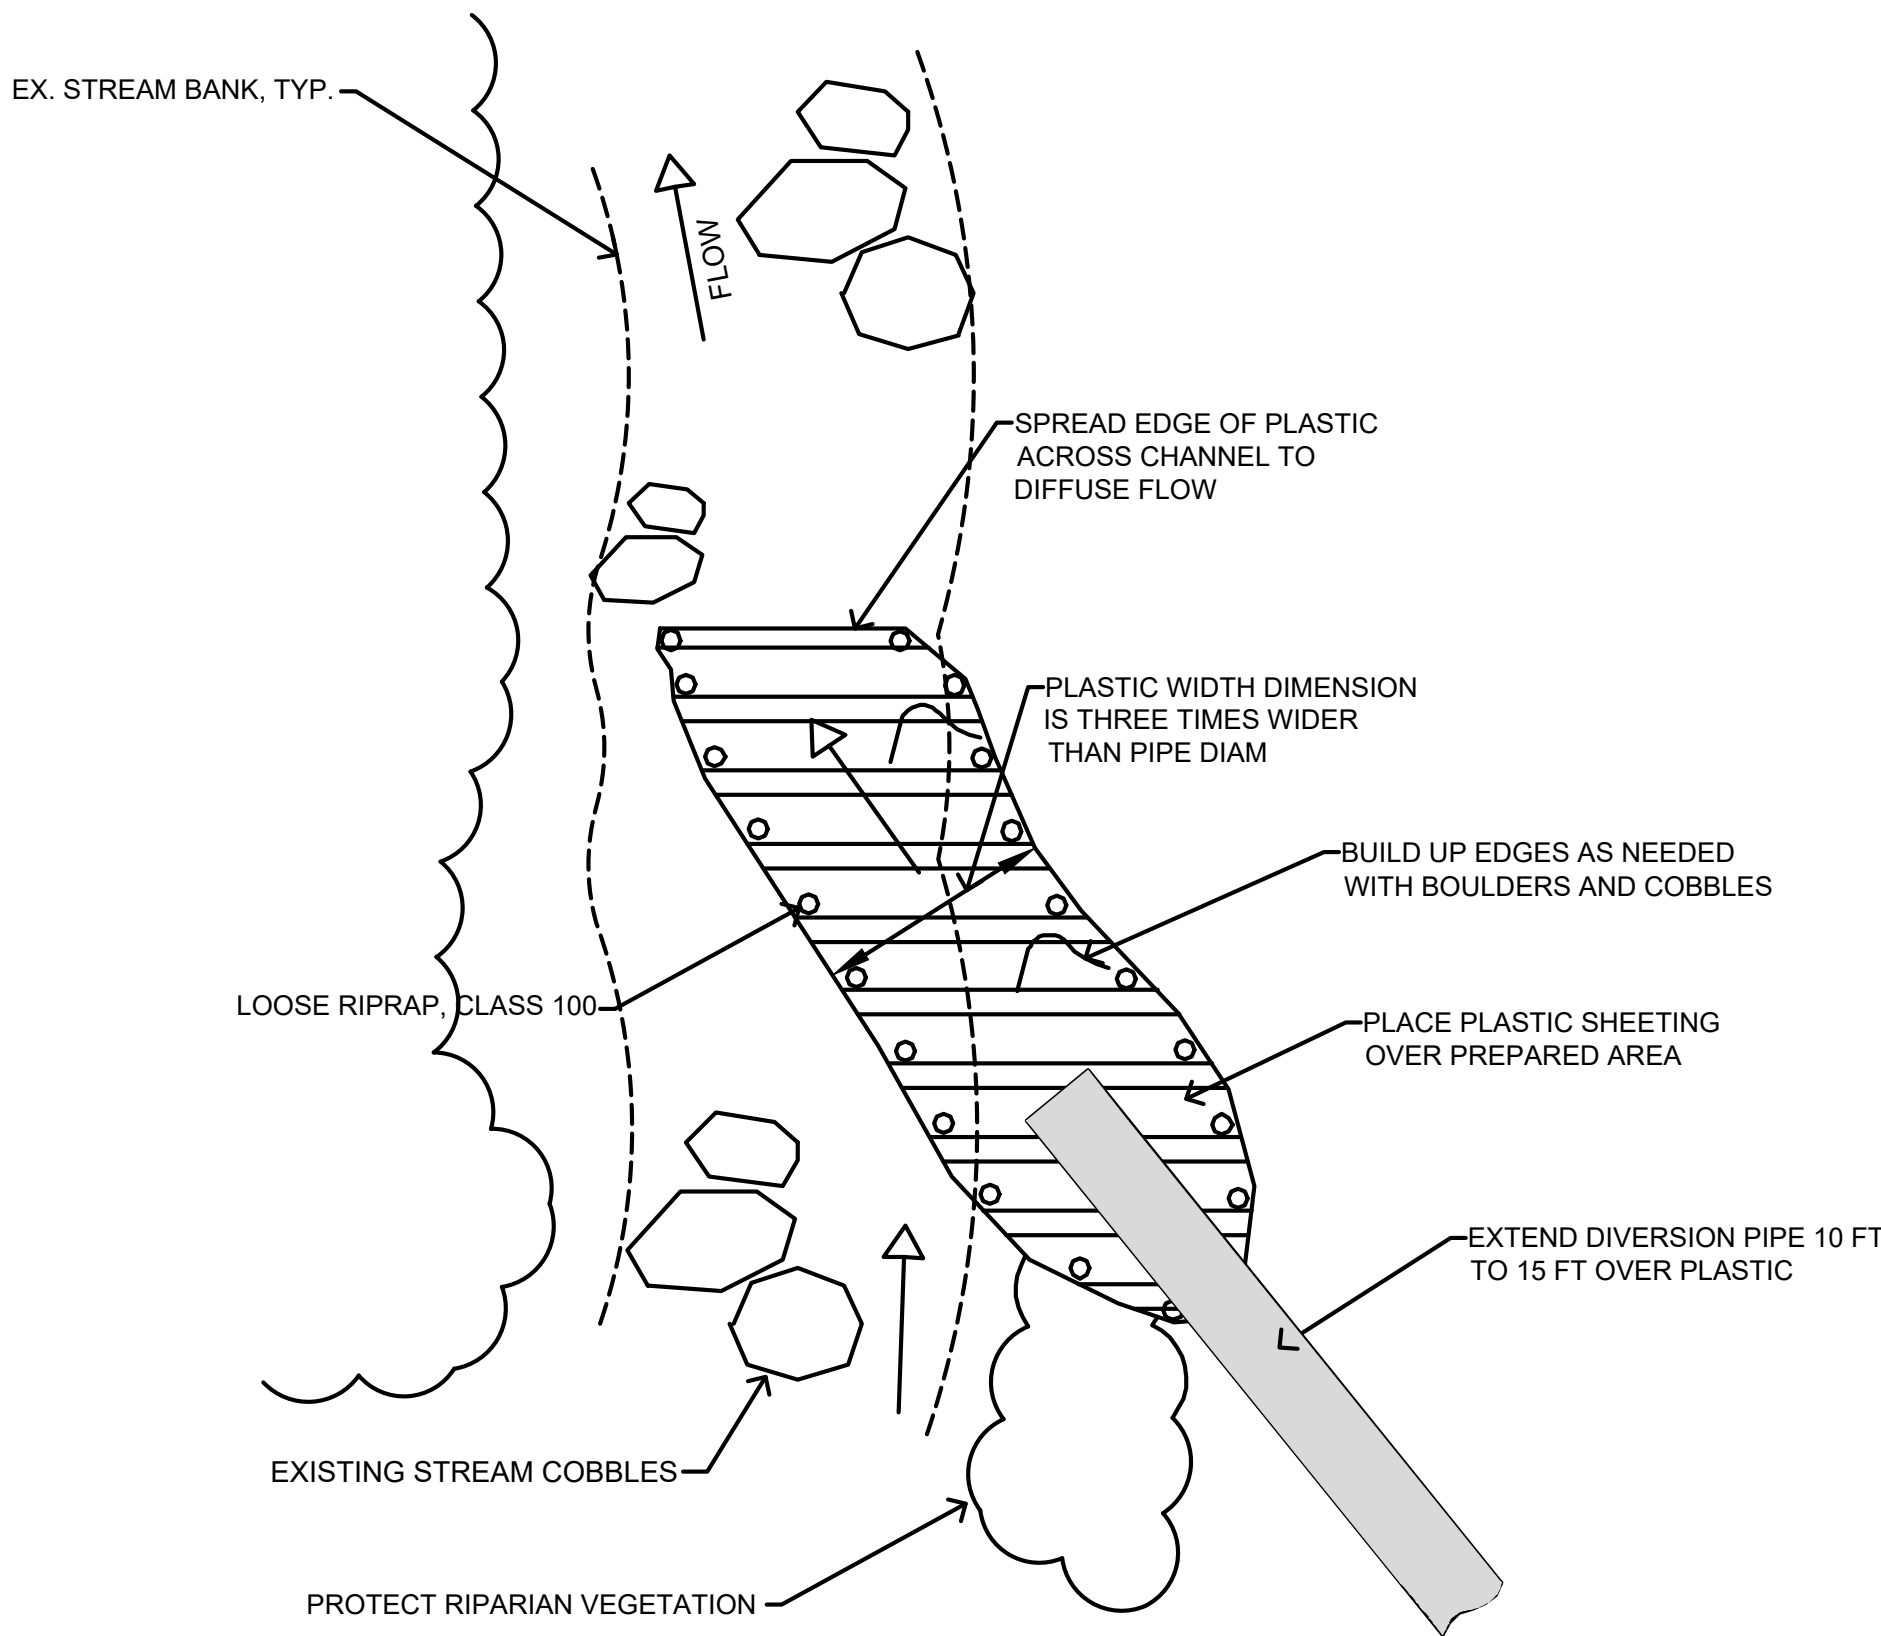 EX. STREAM BANK, TYP.
FLOW
SPREAD EDGE OF PLASTIC
ACROSS CHANNEL TO
DIFFUSE FLOW
PLASTIC WIDTH DIMENSION
IS THREE TIMES WIDER
THAN PIPE DIAM
BUILD UP EDGES AS NEEDED
WITH BOULDERS AND COBBLES
LOOSE RIPRAP, CLASS 100
PLACE PLASTIC SHEETING
OVER PREPARED AREA
EXTEND DIVERSION PIPE 10 FT
TO 15 FT OVER PLASTIC
EXISTING STREAM COBBLES
PROTECT RIPARIAN VEGETATION